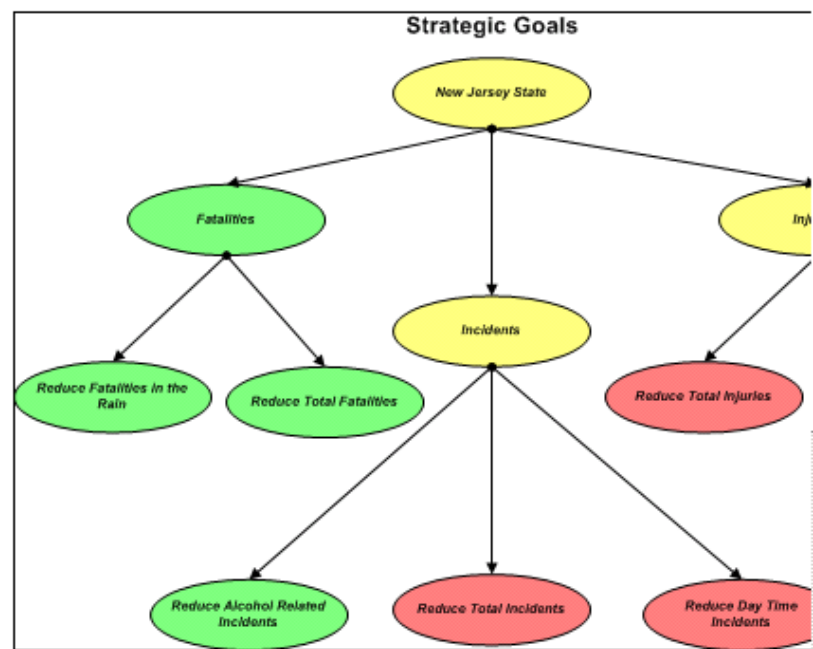 Strategic Goals
New Jersey State
Fatalities
Incidents
Reduce Fatalities in the
Rain
Reduce Total Fatalities
Reduce Total Injuries
Reduce Alcohol Related
Incidents
Reduce Total Incidents
Reduce Day Time
Incidents